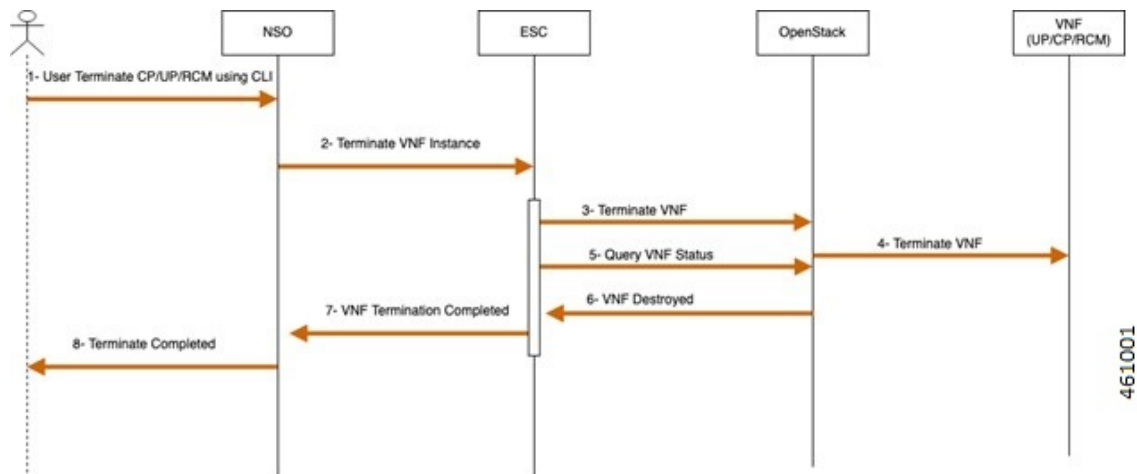 NSO
ESC
OpenStack
VNF
(UP/CP/RCM)
1- User Terminate CP/UP/RCM using CLI
2- Terminate VNF Instance
3- Terminate VNF
4- Terminate VNF
5- Query VNF Status
6- VNF Destroyed
7- VNF Termination Completed
8- Terminate Completed
461001